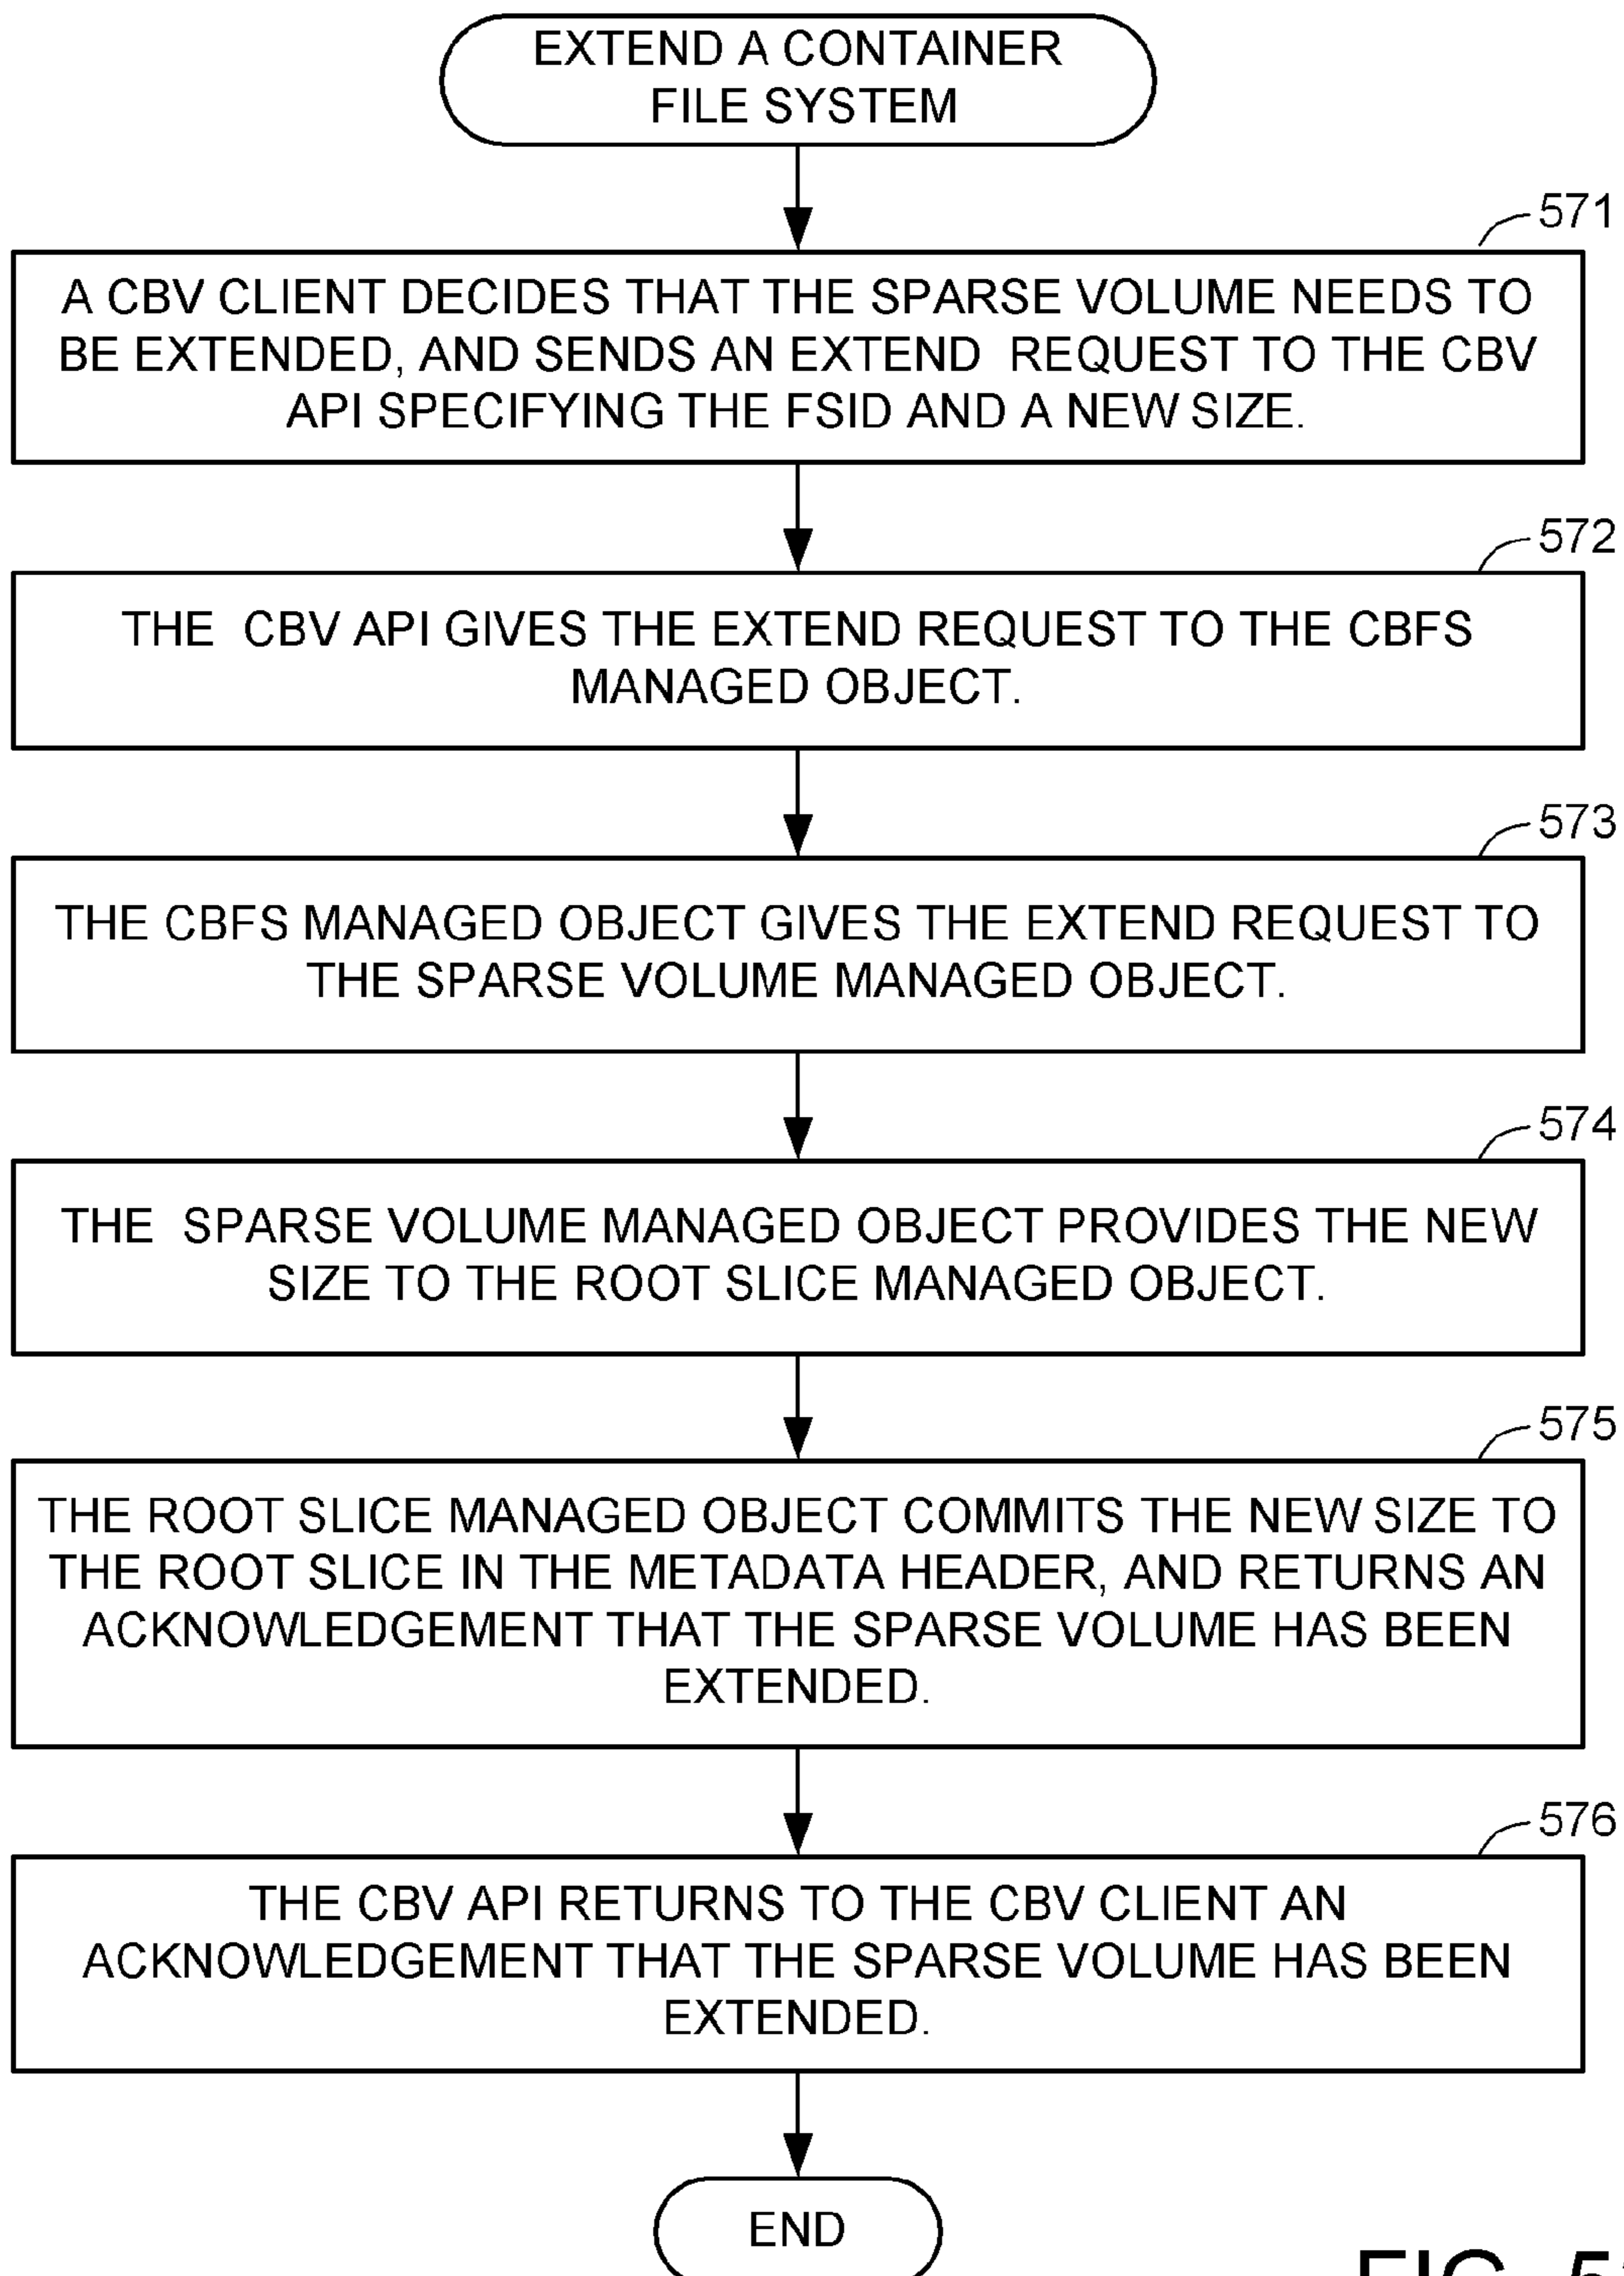 EXTEND A CONTAINER
FILE SYSTEM
571
A CBV CLIENT DECIDES THAT THE SPARSE VOLUME NEEDS TO
BE EXTENDED, AND SENDS AN EXTEND REQUEST TO THE CBV
API SPECIFYING THE FSID AND A NEW SIZE.
572
THE CBV API GIVES THE EXTEND REQUEST TO THE CBFS
MANAGED OBJECT.
573
THE CBFS MANAGED OBJECT GIVES THE EXTEND REQUEST TO
THE SPARSE VOLUME MANAGED OBJECT.
574
THE SPARSE VOLUME MANAGED OBJECT PROVIDES THE NEW
SIZE TO THE ROOT SLICE MANAGED OBJECT.
575
THE ROOT SLICE MANAGED OBJECT COMMITS THE NEW SIZE TO
THE ROOT SLICE IN THE METADATA HEADER, AND RETURNS AN
ACKNOWLEDGEMENT THAT THE SPARSE VOLUME HAS BEEN
EXTENDED.
576
THE CBV API RETURNS TO THE CBV CLIENT AN
ACKNOWLEDGEMENT THAT THE SPARSE VOLUME HAS BEEN
EXTENDED.
END
FIG.